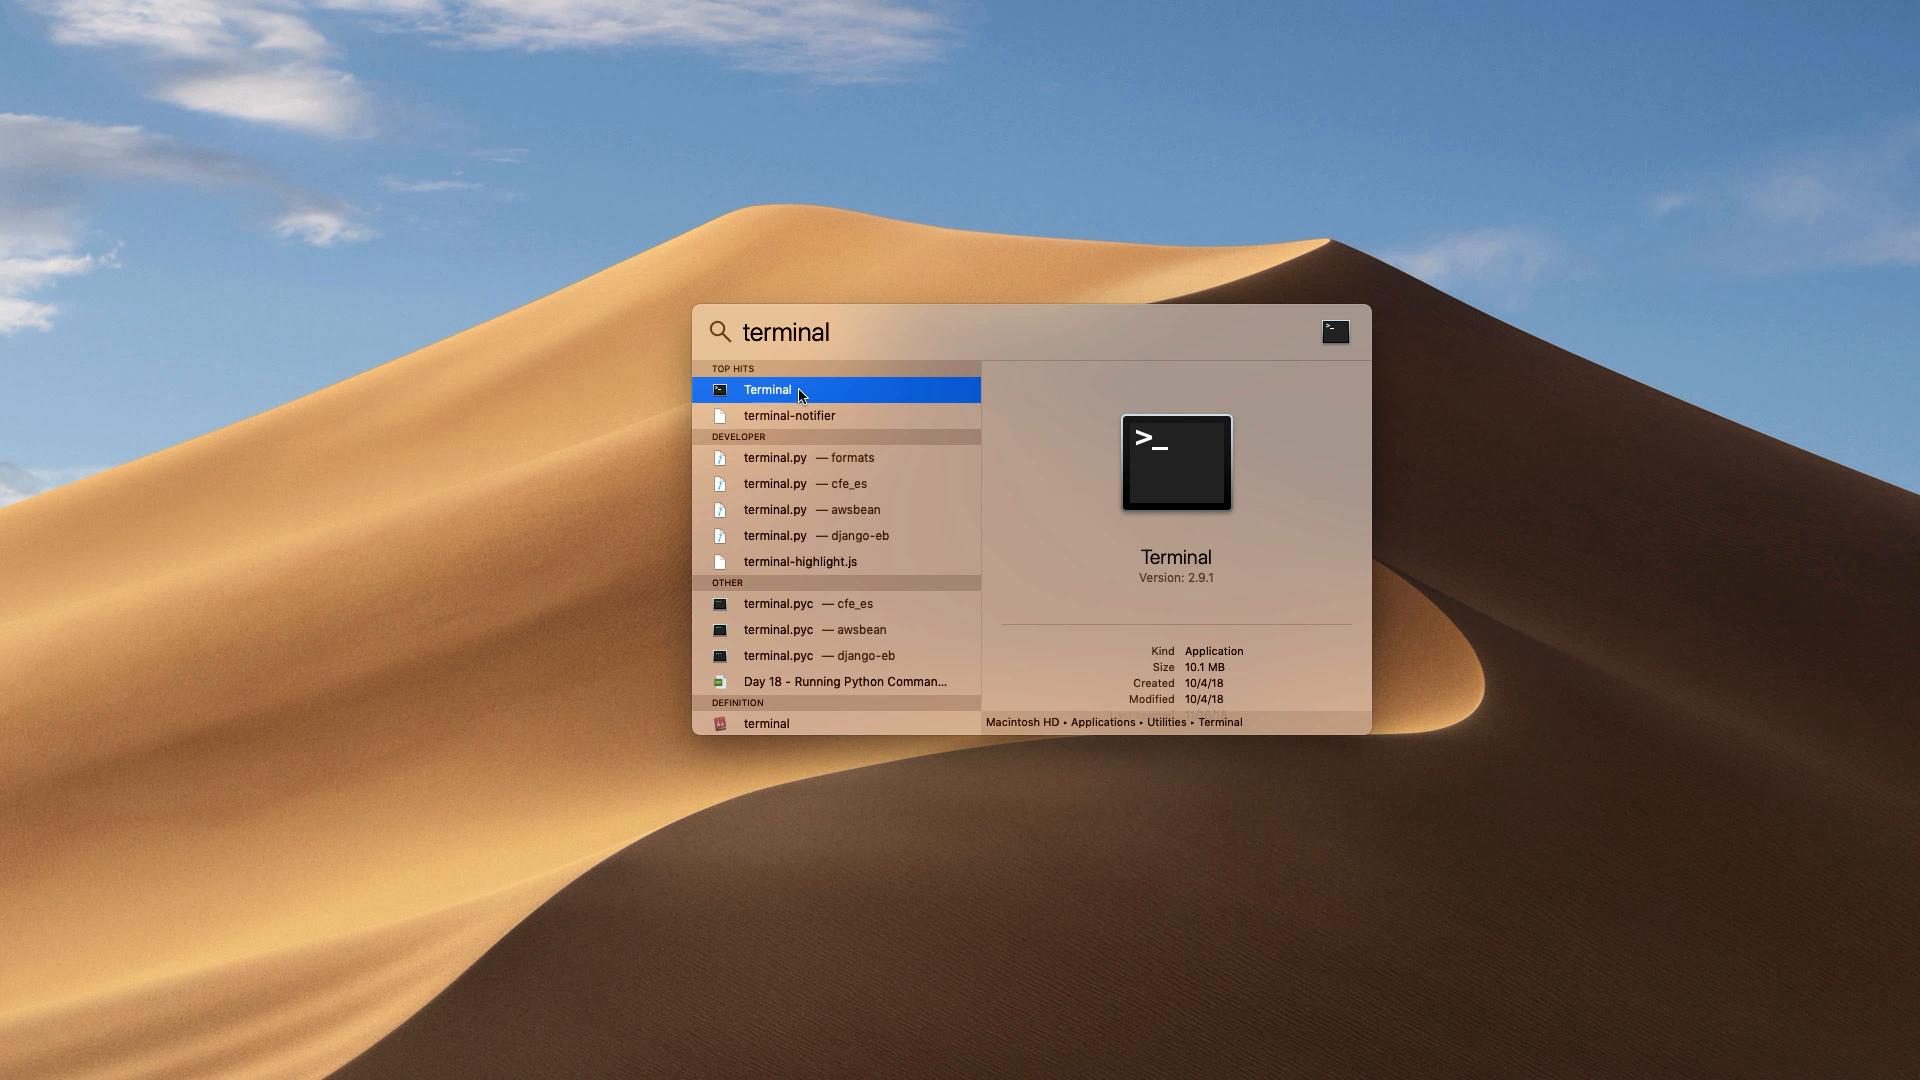 terminal
TOP HITS
Terminal
terminal-notifier
DEVELOPER
terminal.py — formats
terminal.py — cfe_es
terminal.py — awsbean
terminal.py — django-eb
terminal-highlight.js
OTHER
terminal.pyc — cfe_es
terminal.pyc — awsbean
terminal.pyc — django-eb
Day 18 - Running Python Comman...
DEFINITION
terminal
>_
Terminal
Version: 2.9.1
Kind Application
Size 10.1 MB
Created 10/4/18
Modified 10/4/18
Macintosh HD ▸ Applications ▸ Utilities ▸ Terminal